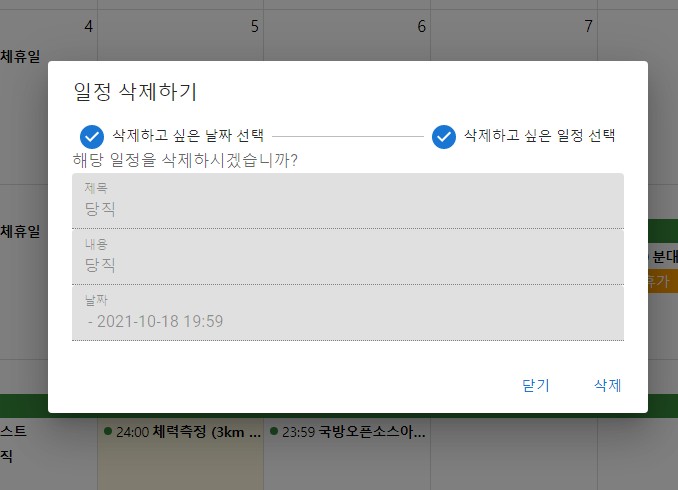 4 5 6 7
체휴일
일정 삭제하기
삭제하고 싶은 날짜 선택 삭제하고 싶은 일정 선택
해당 일정을 삭제하시겠습니까?
제목
당직
체휴일
내용
당직
분대
휴가
날짜
- 2021-10-18 19:59
닫기 삭제
스트 24:00 체력측정 (3km ... 23:59 국방오픈소스아...
직